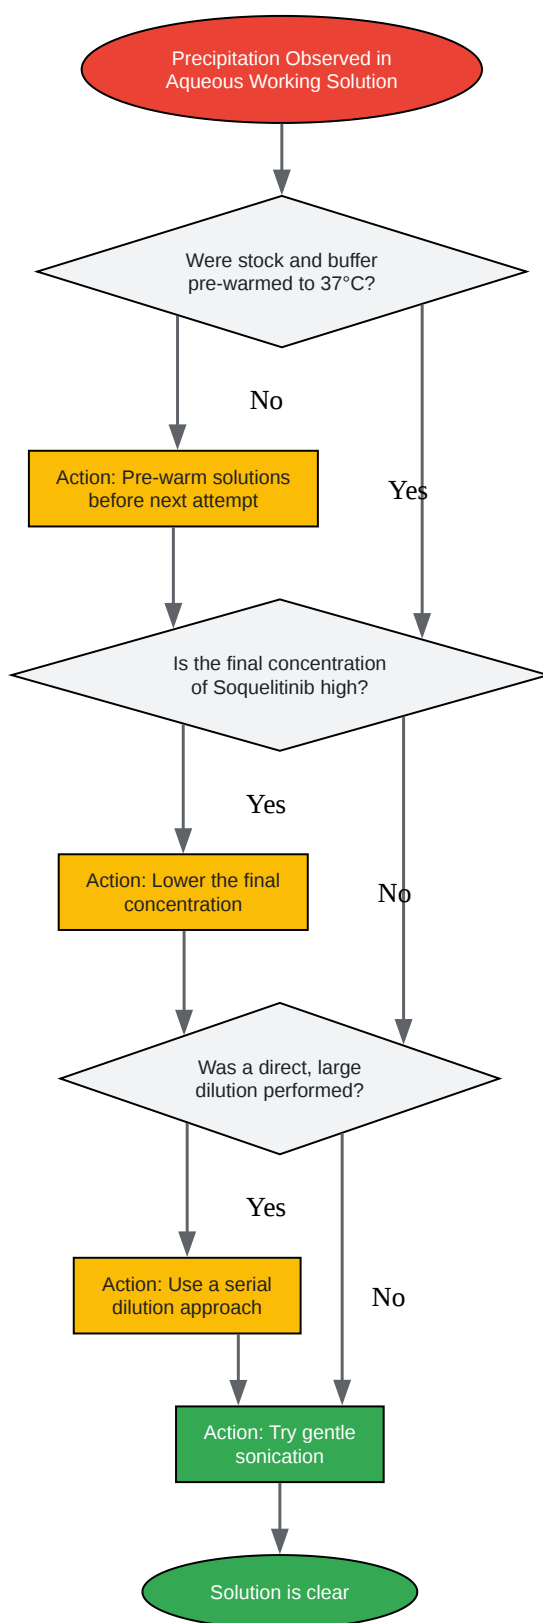 Precipitation Observed in
Aqueous Working Solution
Were stock and buffer
pre-warmed to 37°C?
No
Action: Pre-warm solutions
before next attempt
Yes
Is the final concentration
of Soquelitinib high?
Yes
Action: Lower the final
concentration
No
Was a direct, large
dilution performed?
Yes
Action: Use a serial
dilution approach
No
Action: Try gentle
sonication
Solution is clear